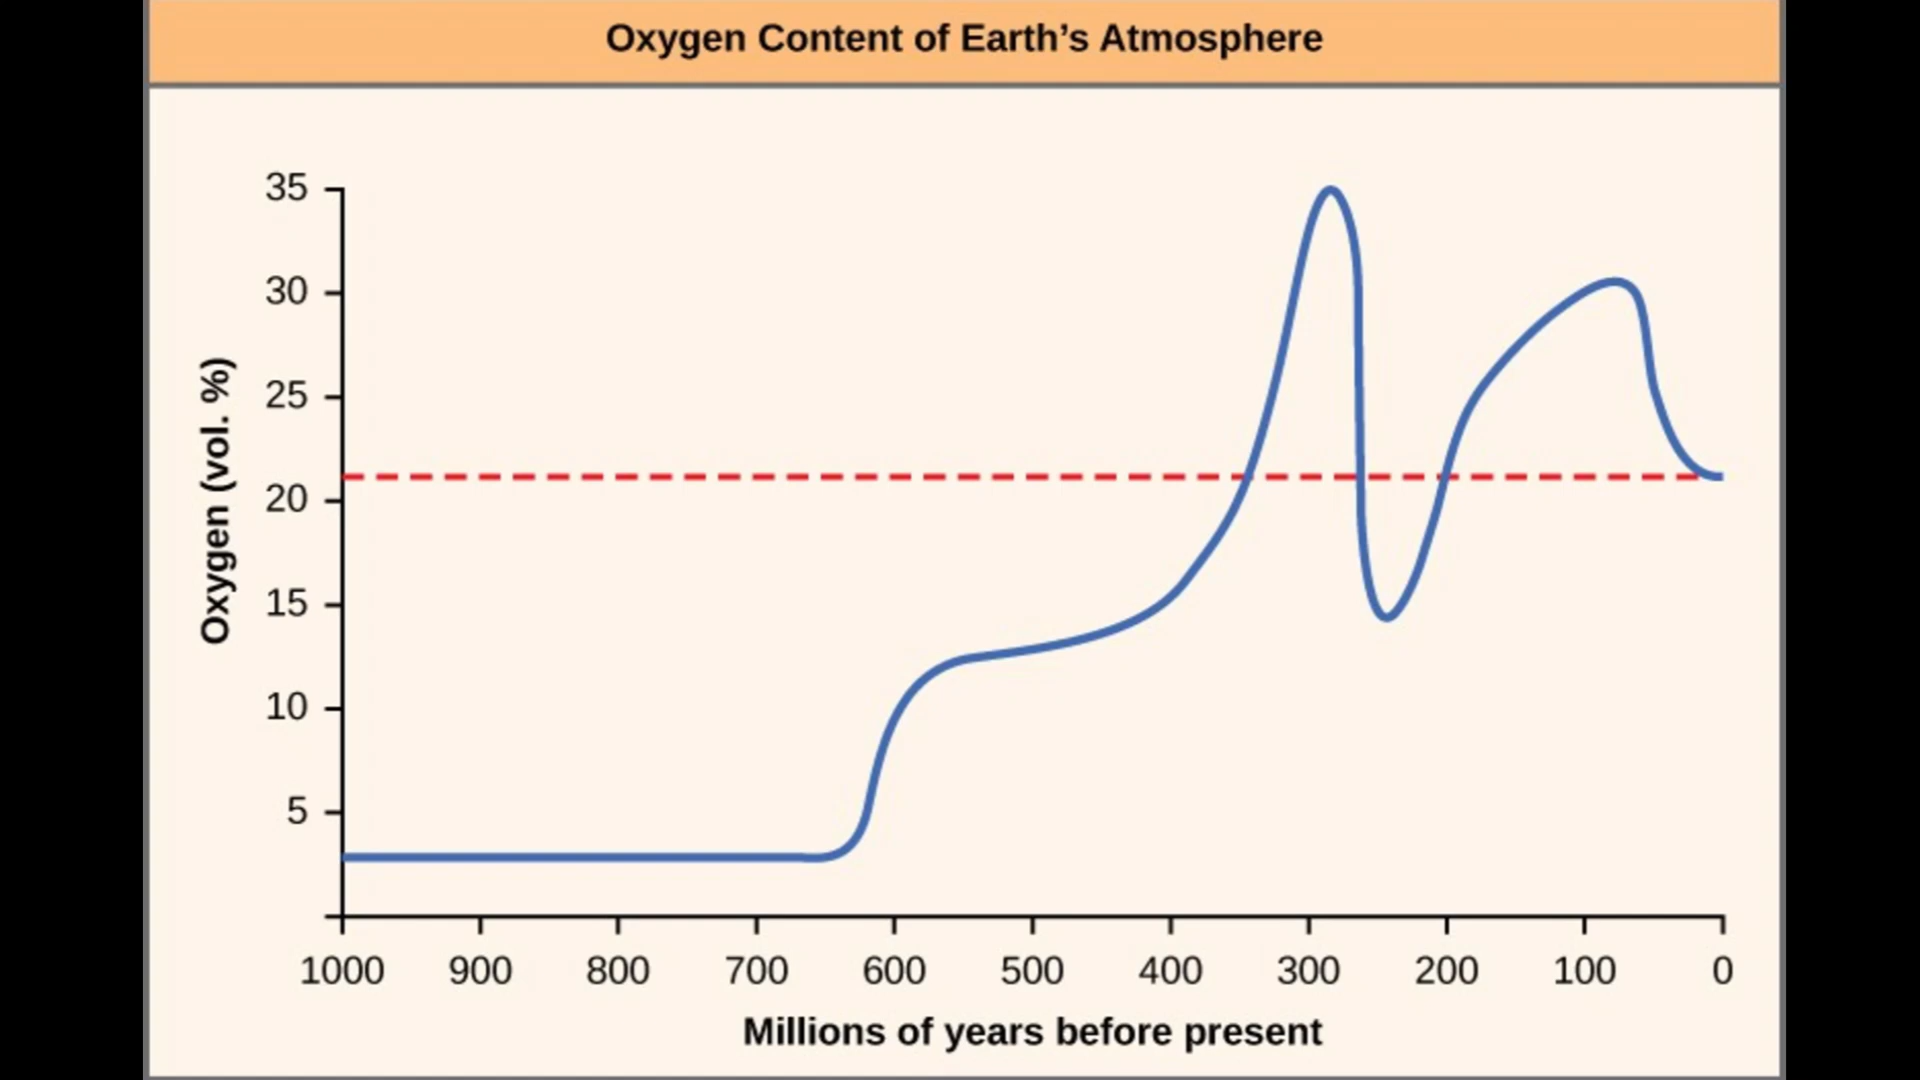 Oxygen Content of Earth’s Atmosphere
35
30
25
20
15
10
5
Oxygen (vol. %)
1000 900 800 700 600 500 400 300 200 100 0
Millions of years before present